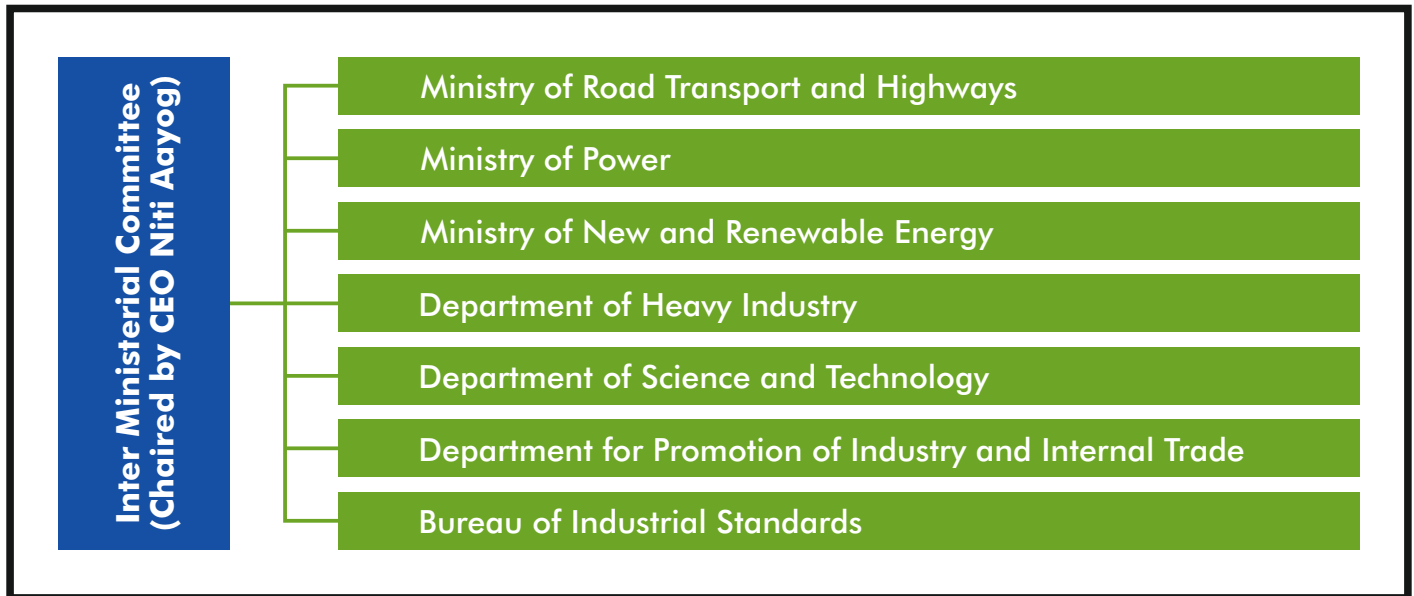 Inter Ministerial Committee
(Chaired by CEO Niti Aayog)
Ministry of Road Transport and Highways
Ministry of Power
Ministry of New and Renewable Energy
Department of Heavy Industry
Department of Science and Technology
Department for Promotion of Industry and Internal Trade
Bureau of Industrial Standards